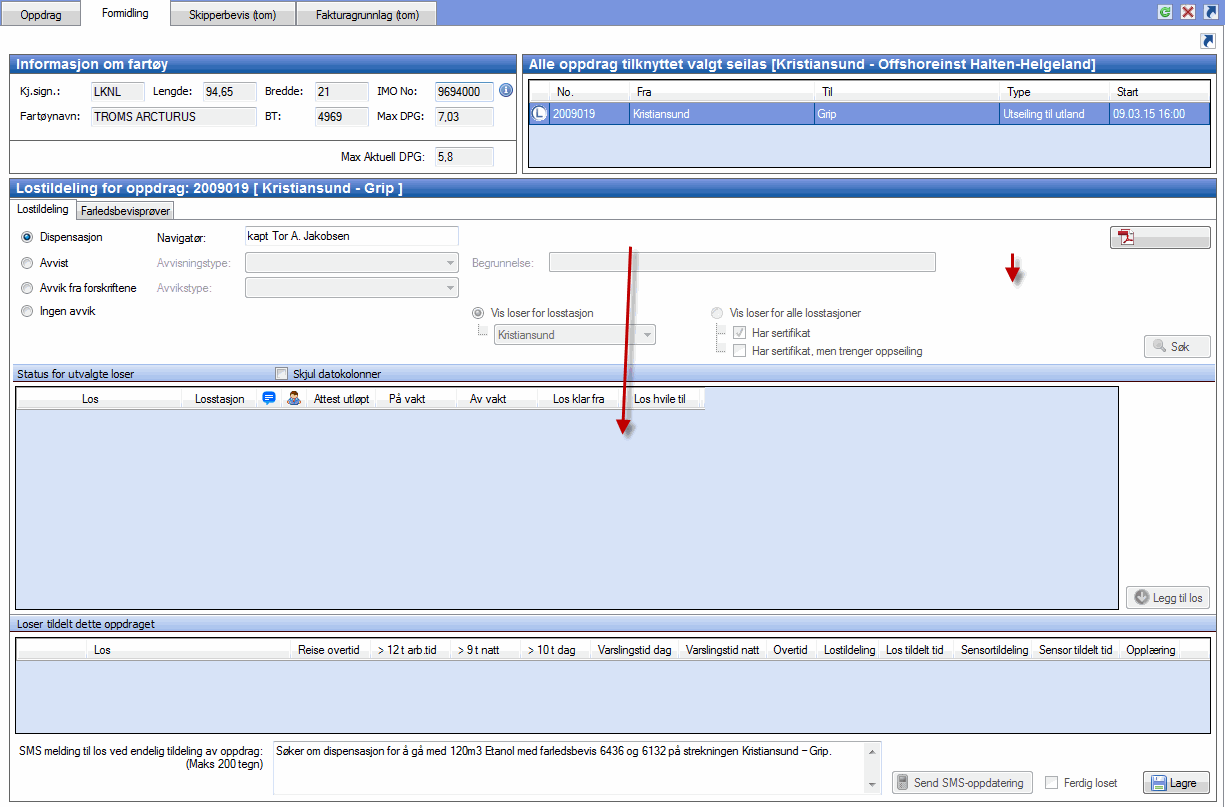 Oppdrag Formidling Skipperbevis (tom) Fakturagrunnlag (tom)
Informasjon om fartøy
Kj.sign.: LKNL Lengde: 94,65 Bredde: 21 IMO No: 9694000
Fartøynavn: TROMS ARCTURUS BT: 4969 Max DPG: 7,03
Max Aktuell DPG: 5,8
Alle oppdrag tilknyttet valgt seilas [Kristiansund - Offshoreinst Halten-Helgeland]
No. Fra Til Type Start
L 2009019 Kristiansund Grip Utseiling til utland 09.03.15 16:00
Lostildeling for oppdrag: 2009019 [ Kristiansund - Grip ]
Lostildeling Farledsbevisprøver
Dispensasjon Navigatør: kapt Tor A. Jakobsen
Avvist Avvisningstype: Begrunnelse:
Avvik fra forskriftene Avvikstype:
Ingen avvik Vis loser for losstasjon Vis loser for alle losstasjoner
Kristiansund Har sertifikat
Har sertifikat, men trenger oppseiling Søk
Status for utvalgte loser Skjul datokolonner
Los Losstasjon Attest utløpt På vakt Av vakt Los klar fra Los hvile til
Legg til los
Loser tildelt dette oppdraget
Los Reise overtid > 12 t arb.tid > 9 t natt > 10 t dag Varslingstid dag Varslingstid natt Overtid Lostildeling Los tildelt tid Sensortildeling Sensor tildelt tid Opplæring
SMS melding til los ved endelig tildeling av oppdrag: Søker om dispensasjon for å gå med 120m3 Etanol med farledsbevis 6436 og 6132 på strekningen Kristiansund – Grip.
(Maks 200 tegn)
Send SMS-oppdatering Ferdig loset Lagre